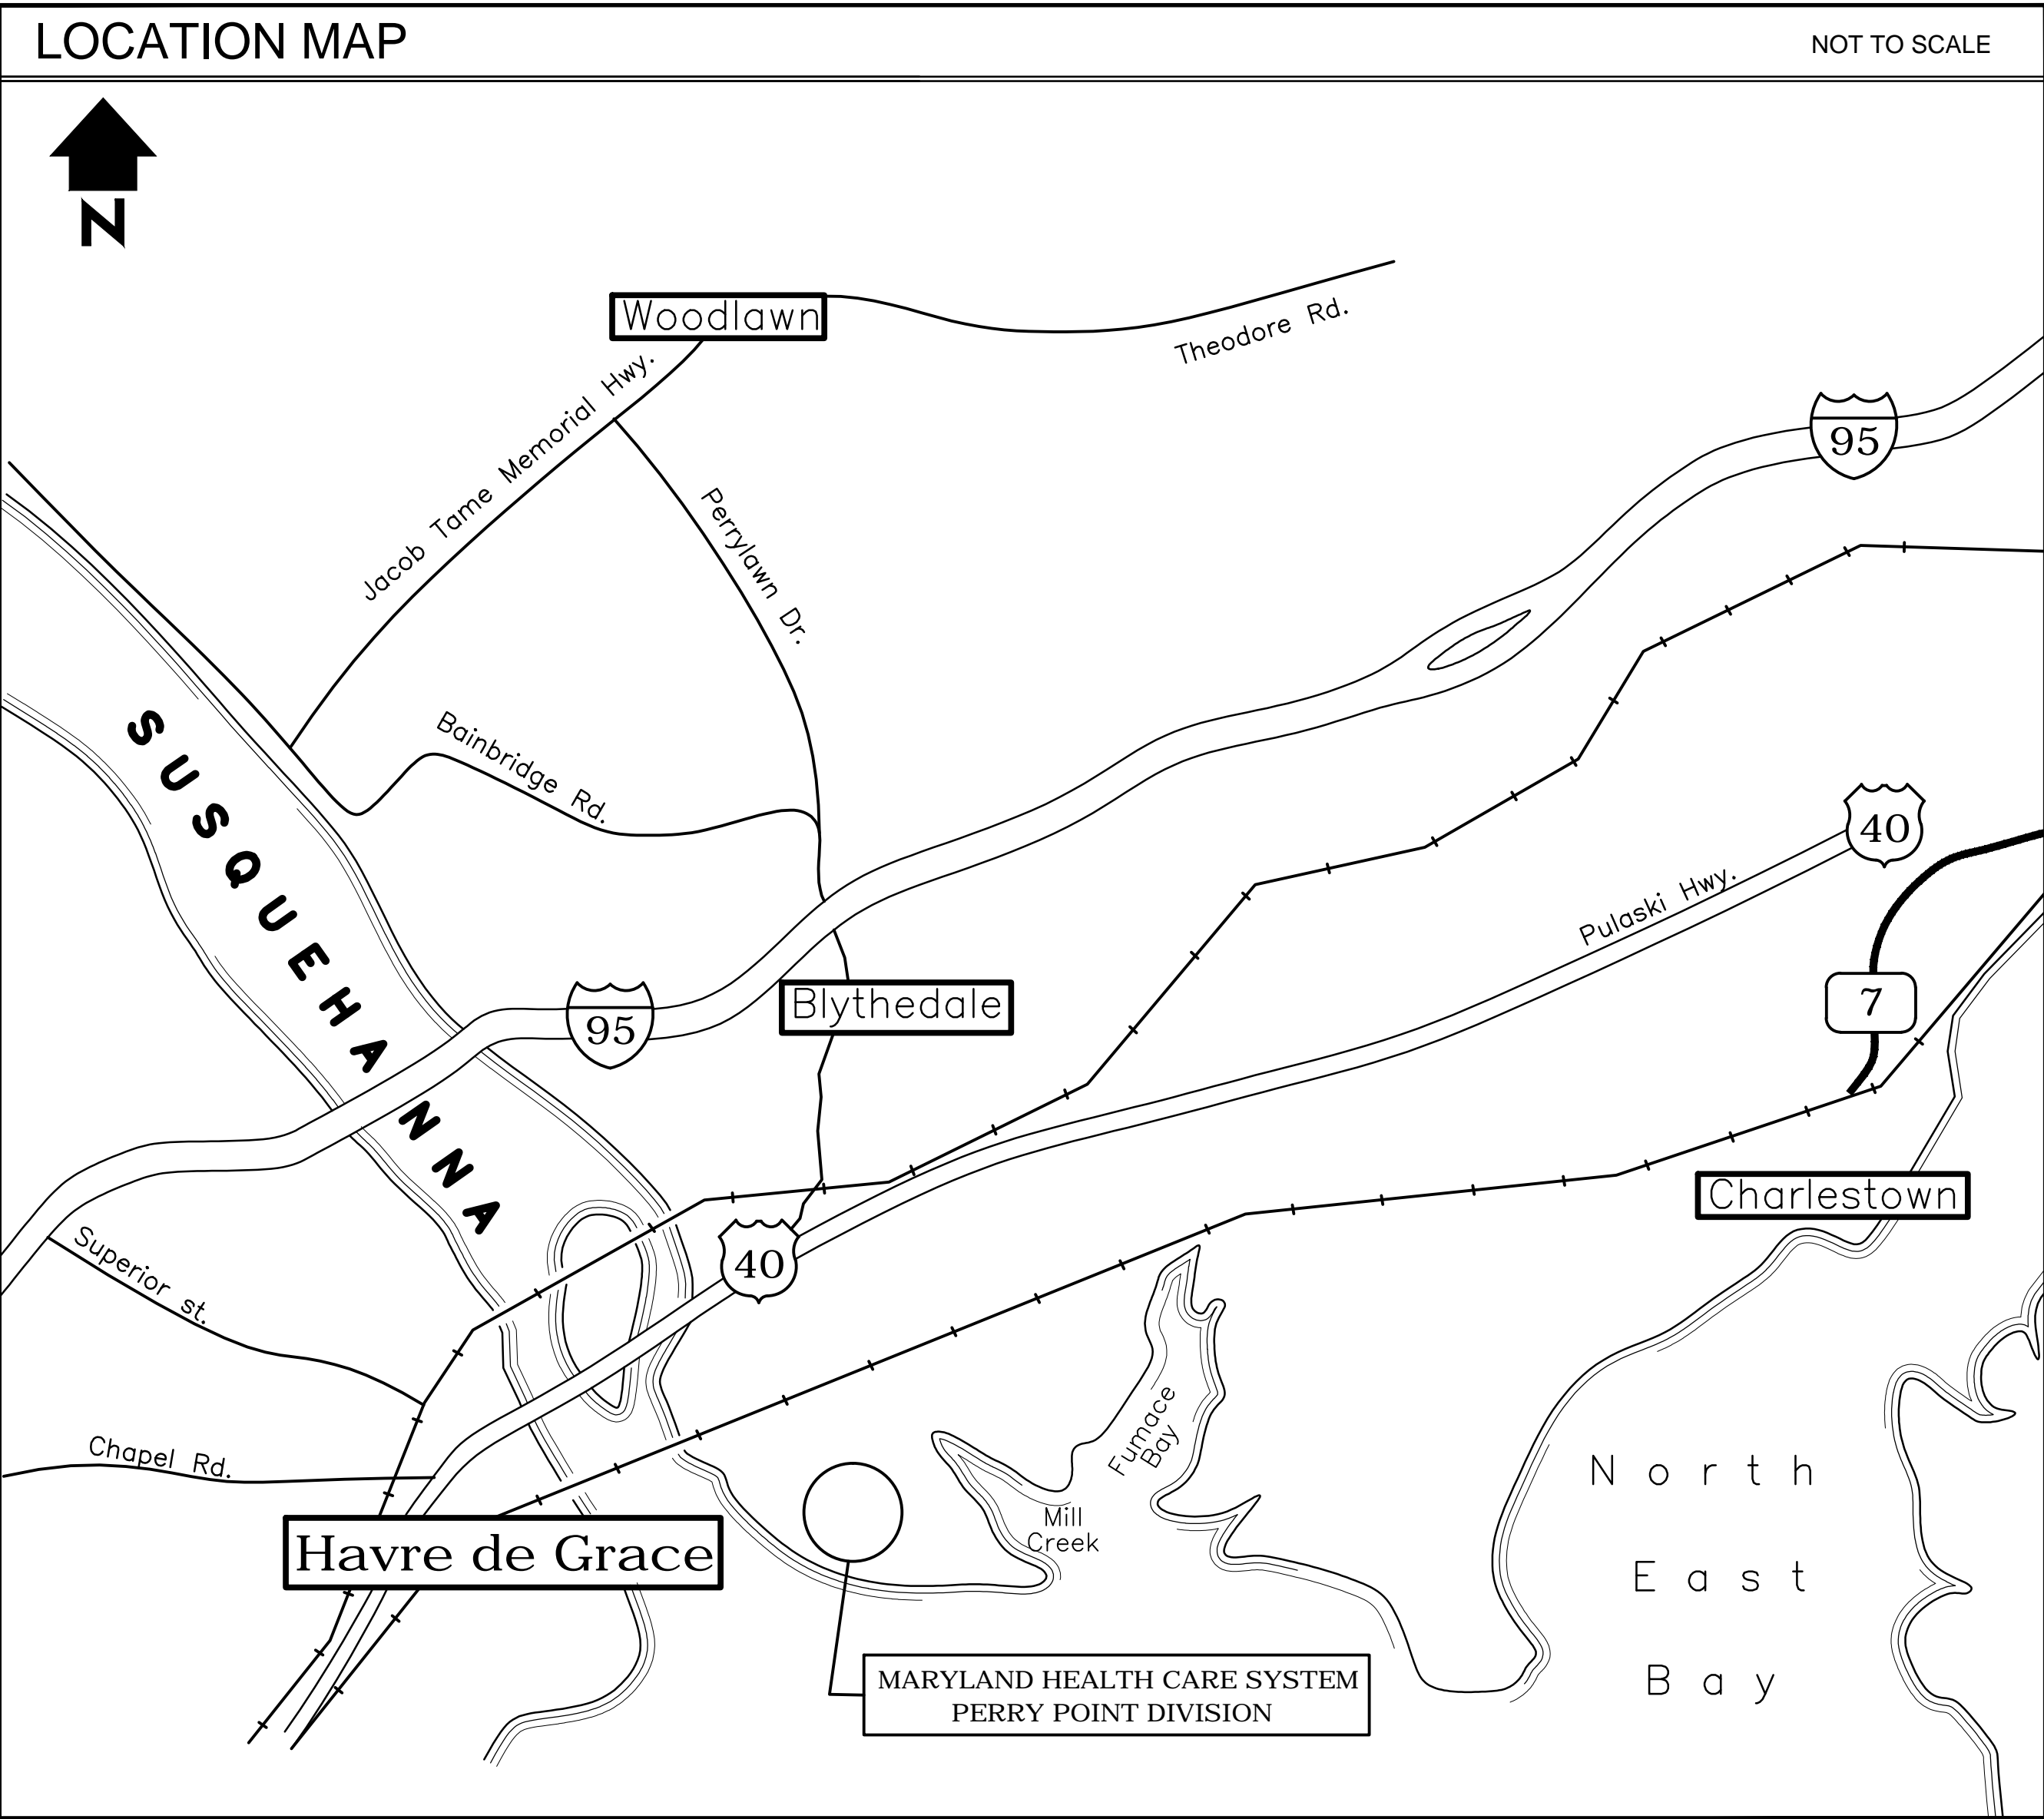 LOCATION MAP
NOT TO SCALE
N
Woodlawn
Theodore Rd.
Jacob Tame Memorial Hwy.
95
Perrylawn Dr.
SUSQUEHANNA
Bainbridge Rd.
40
Pulaski Hwy.
7
Blythedale
95
Charlestown
Superior st.
40
Chapel Rd.
Furnace
Bay
Mill
Creek
North
East
Bay
Havre de Grace
MARYLAND HEALTH CARE SYSTEM
PERRY POINT DIVISION